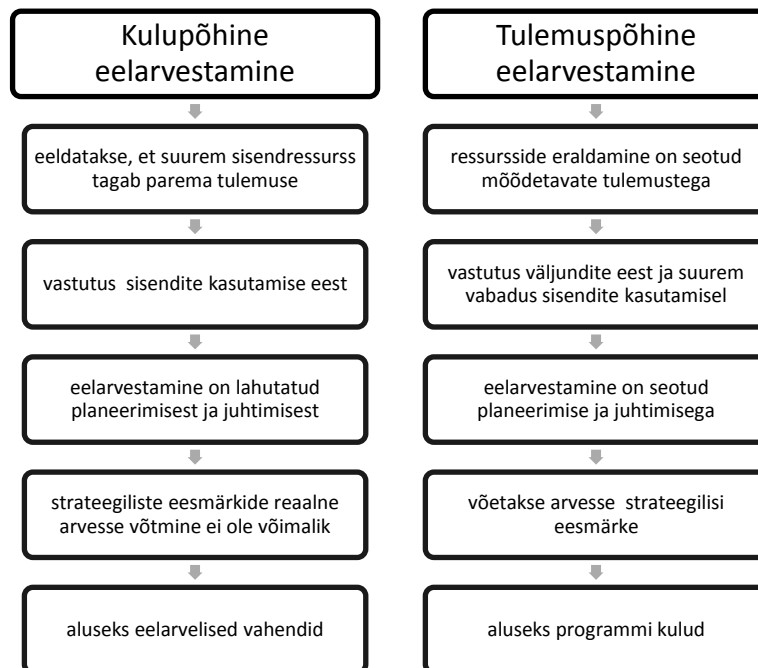 Kulupõhine
eelarvestamine
eeldatakse, et suurem sisendressurss
tagab parema tulemuse
vastutus sisendite kasutamise eest
eelarvestamine on lahutatud
planeerimisest ja juhtimisest
strateegiliste eesmärkide reaalne
arvesse võtmine ei ole võimalik
aluseks eelarvelised vahendid
Tulemuspõhine
eelarvestamine
ressursside eraldamine on seotud
mõõdetavate tulemustega
vastutus väljundite eest ja suurem
vabadus sisendite kasutamisel
eelarvestamine on seotud
planeerimise ja juhtimisega
võetakse arvesse strateegilisi
eesmärke
aluseks programmi kulud